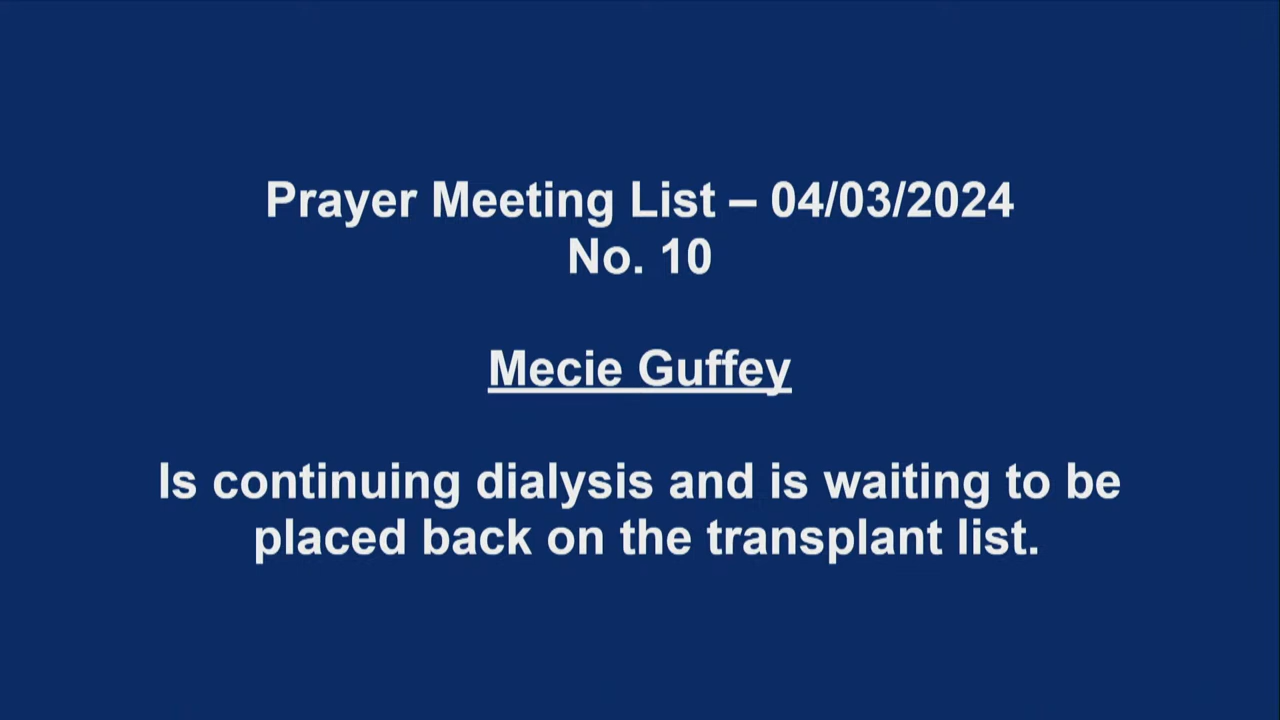 Prayer Meeting List – 04/03/2024
No. 10
Mecie Guffey
Is continuing dialysis and is waiting to be
placed back on the transplant list.